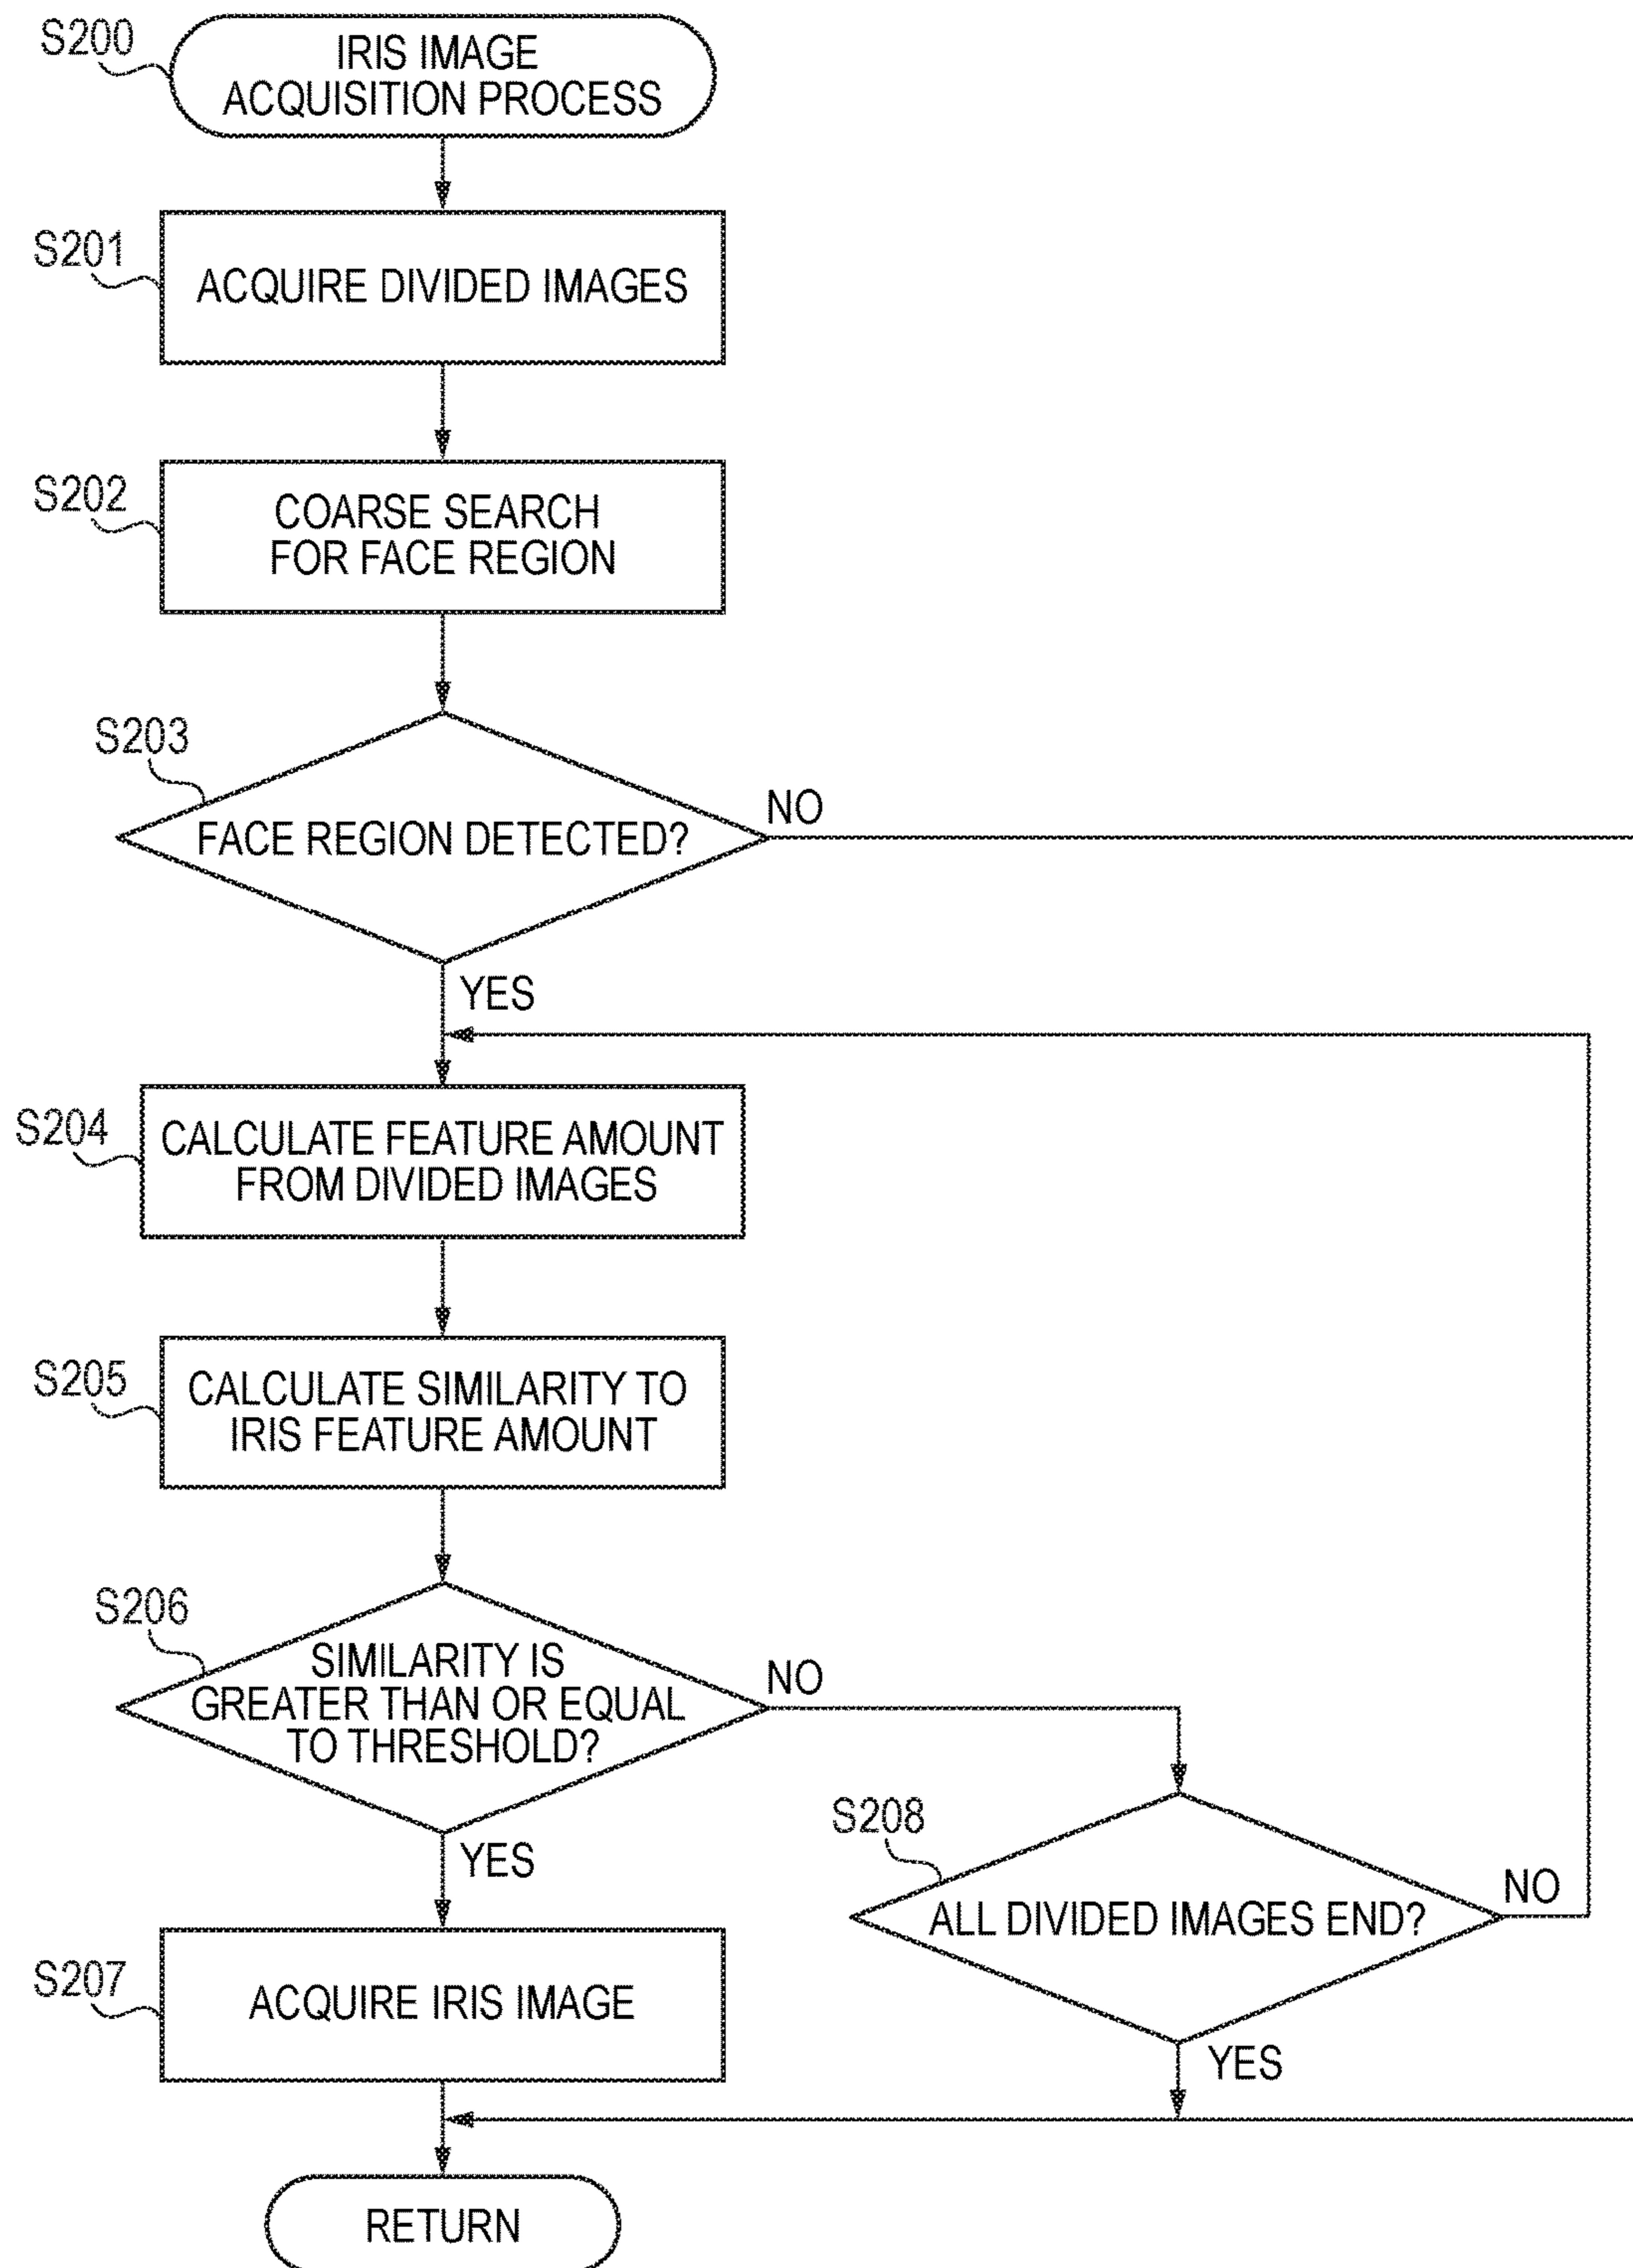 S200
IRIS IMAGE
ACQUISITION PROCESS
S201
ACQUIRE DIVIDED IMAGES
S202
COARSE SEARCH
FOR FACE REGION
S203
FACE REGION DETECTED?
NO
YES
S204
CALCULATE FEATURE AMOUNT
FROM DIVIDED IMAGES
S205
CALCULATE SIMILARITY TO
IRIS FEATURE AMOUNT
S206
SIMILARITY IS
GREATER THAN OR EQUAL
TO THRESHOLD?
NO
YES
S208
ALL DIVIDED IMAGES END?
NO
YES
S207
ACQUIRE IRIS IMAGE
RETURN